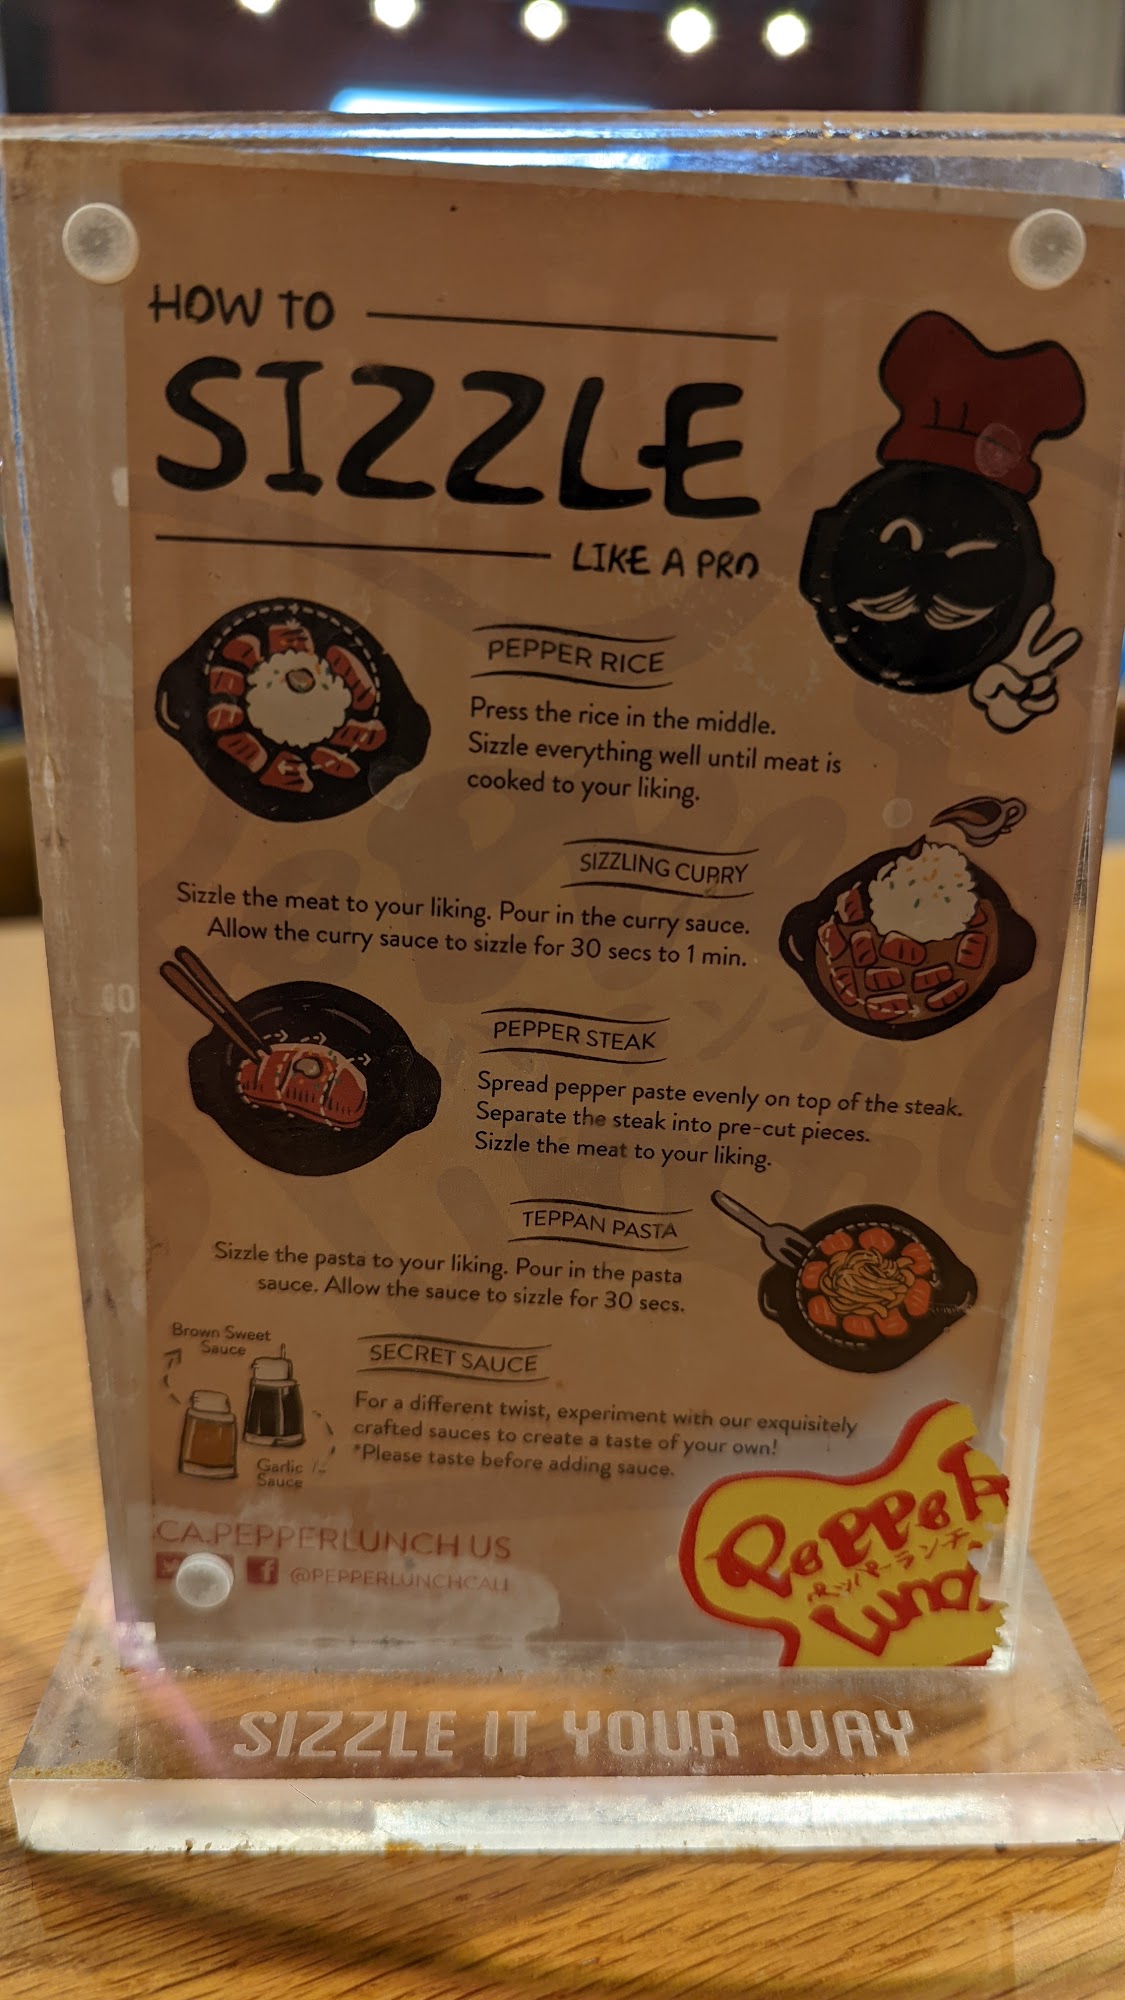 HOW TO
SIZZLE
LIKE A PRO
PEPPER RICE
Press the rice in the middle.
Sizzle everything well until meat is
cooked to your liking.
SIZZLING CURRY
Sizzle the meat to your liking. Pour in the curry sauce.
Allow the curry sauce to sizzle for 30 secs to 1 min.
PEPPER STEAK
Spread pepper paste evenly on top of the steak.
Separate the steak into pre-cut pieces.
Sizzle the meat to your liking.
TEPPAN PASTA
Sizzle the pasta to your liking. Pour in the pasta
sauce. Allow the sauce to sizzle for 30 secs.
Brown Sweet
Sauce
Garlic
Sauce
SECRET SAUCE
For a different twist, experiment with our exquisitely
crafted sauces to create a taste of your own!
*Please taste before adding sauce.
CA.PEPPERLUNCH.US
@PEPPERLUNCHCALI
Pepper
ペッパーランチ
Lunch
SIZZLE IT YOUR WAY